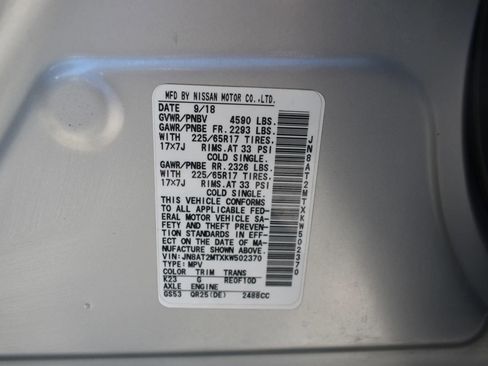 MFD BY NISSAN MOTOR CO.,LTD.
DATE 9/18
GVWR/PNBV 4590 LBS.
GAWR/PNBE FR. 2293 LBS.
WITH 225/65R17 TIRES.
17×7J RIMS.AT 33 PSI
COLD SINGLE.
GAWR/PNBE RR. 2326 LBS.
WITH 225/65R17 TIRES.
17×7J RIMS.AT 33 PSI
COLD SINGLE.
THIS VEHICLE CONFORMS
TO ALL APPLICABLE FED-
ERAL MOTOR VEHICLE SA-
FETY AND THEFT PREVEN-
TION STANDARDS IN EFF-
ECT ON THE DATE OF MA-
NUFACTURE SHOWN ABOVE.
VIN: JN8AT2MTXKW502370
TYPE: MPV
COLOR TRIM TRANS
K23 G RE0F10D
AXLE ENGINE
GS53 QR25(DE) 2488CC
JN8AT2MTXKW502370